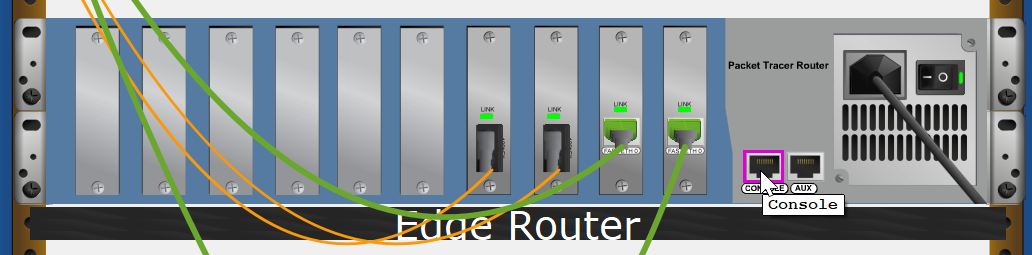 Packet Tracer Router
LINK
LINK
LINK
LINK
AUX
Console
Edge Router